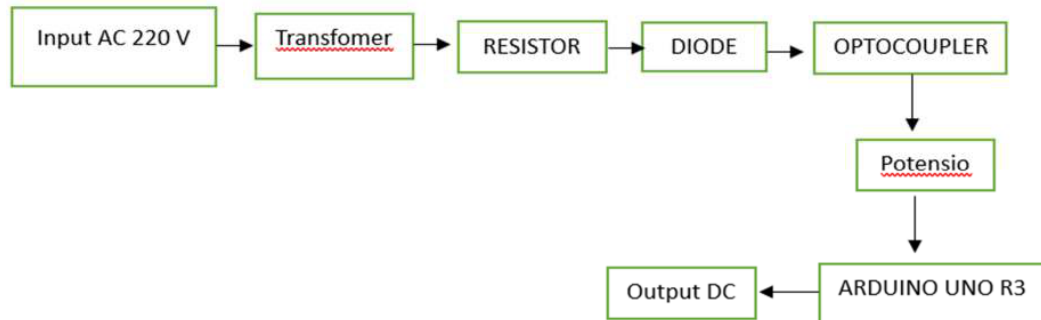 Input AC 220 V
Transfomer
RESISTOR
DIODE
OPTOCOUPLER
Potensio
ARDUINO UNO R3
Output DC